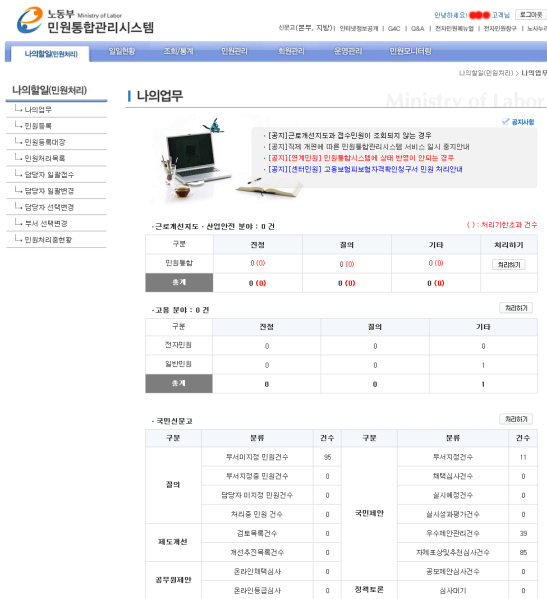 노동부 Ministry of Labor
민원통합관리시스템
안녕하세요! 고객님 로그아웃
신문고(본부, 지방) | 인터넷정보공개 | G4C | Q&A | 전자민원매뉴얼 | 전자민원창구 | 노사누리
나의할일(민원처리) 일일현황 조회/통계 민원관리 회원관리 운영관리 민원모니터링
나의할일(민원처리) > 나의업무
나의할일(민원처리)
나의업무
민원등록
민원등록대장
민원처리목록
담당자 일괄접수
담당자 일괄변경
담당자 선택변경
부서 선택변경
민원처리총현황
나의업무
Ministry of Labor
공지사항
· [공지]근로개선지도과 접수민원이 조회되지 않는 경우
· [공지]직제 개편에 따른 민원통합관리시스템 서비스 일시 중지안내
· [공지][연계민원] 민원통합시스템에 상태 반영이 안되는 경우
· [공지][센터민원] 고용보험피보험자격확인청구서 민원 처리안내
· 근로개선지도 · 산업안전 분야 : 0 건
( ) : 처리기한초과 건수
구분 진정 질의 기타 처리하기
민원통합 0 (0) 0 (0) 0 (0) 처리하기
총계 0 (0) 0 (0) 0 (0)
· 고용 분야 : 0 건 처리하기
구분 진정 질의 기타
전자민원 0 0 0
일반민원 0 0 1
총계 0 0 1
· 국민신문고 처리하기
구분 분류 건수 구분 분류 건수
질의 부서미지정 민원건수 95 국민제안 부서지정건수 11
부서지정중 민원건수 0 채택심사건수 0
담당자 미지정 민원건수 0 실시예정건수 0
처리중 민원 건수 0 실시성과평가건수 0
제도개선 검토목록건수 0 우수제안관리건수 39
개선추진목록건수 0 자체포상및추천심사건수 85
공무원제안 온라인채택심사 0 공모제안심사건수 0
온라인등급심사 0 정책토론 심사대기 0